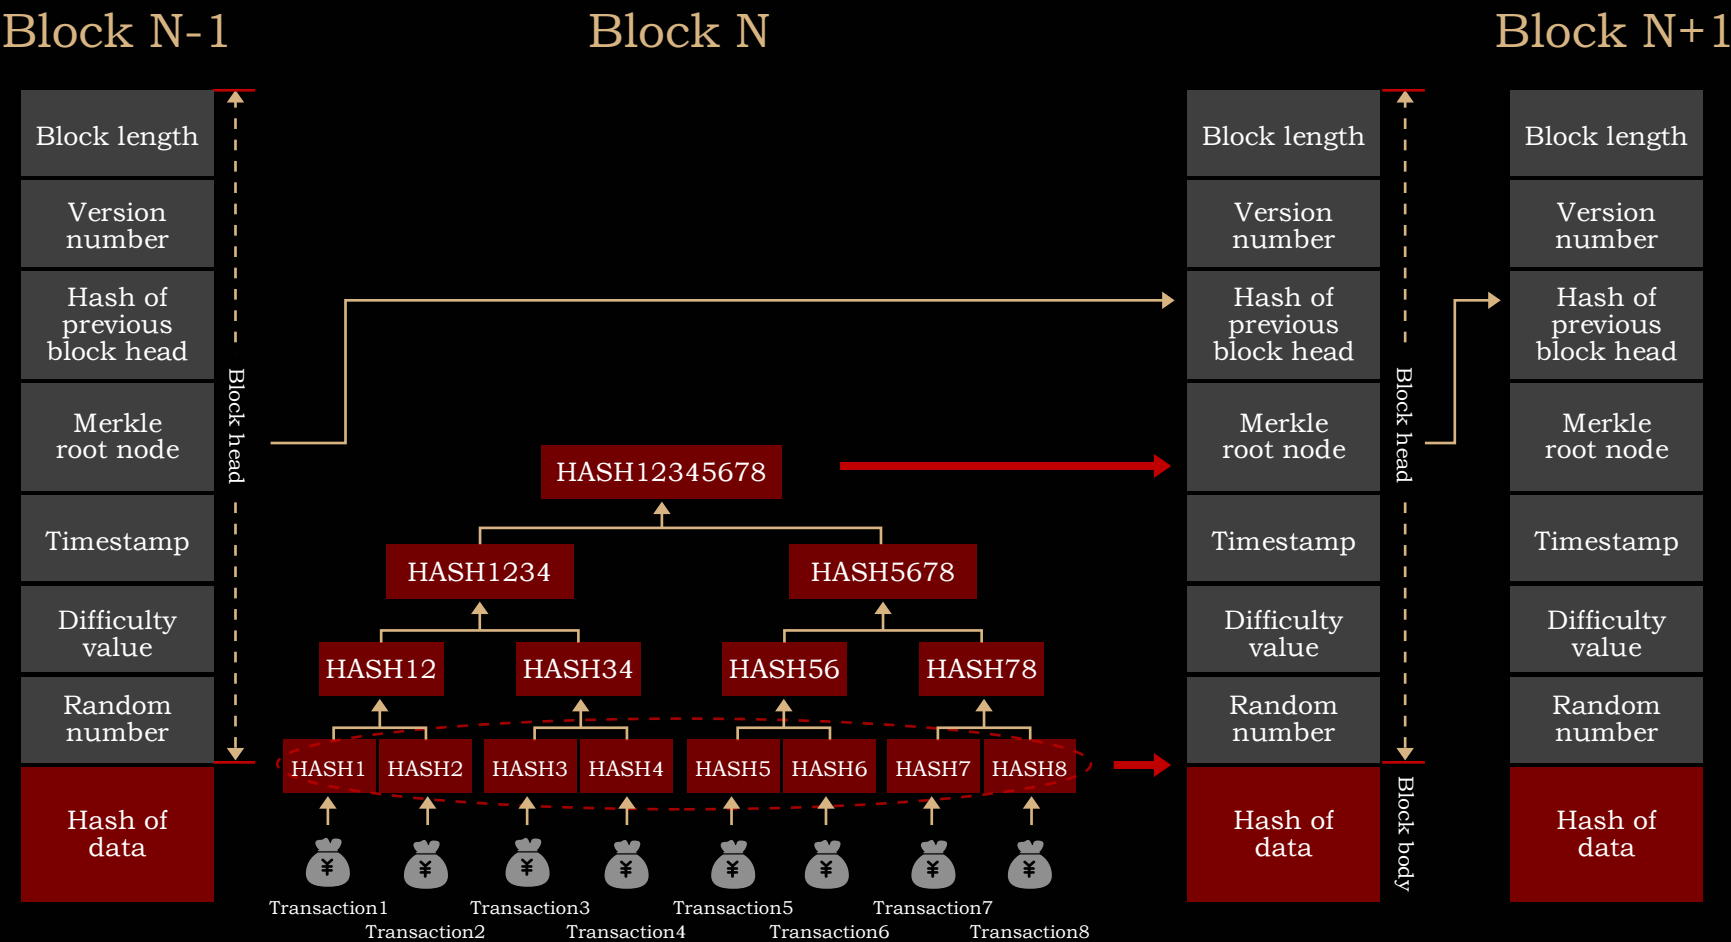 Block N-1
Block N
Block N+1
Block length
Version
number
Hash of
previous
block head
Merkle
root node
Timestamp
Difficulty
value
Random
number
Hash of
data
Block head
HASH12345678
HASH1234
HASH5678
HASH12
HASH34
HASH56
HASH78
HASH1
HASH2
HASH3
HASH4
HASH5
HASH6
HASH7
HASH8
¥
¥
¥
¥
¥
¥
¥
¥
Transaction1
Transaction2
Transaction3
Transaction4
Transaction5
Transaction6
Transaction7
Transaction8
Block length
Version
number
Hash of
previous
block head
Merkle
root node
Timestamp
Difficulty
value
Random
number
Hash of
data
Block head
Block body
Block length
Version
number
Hash of
previous
block head
Merkle
root node
Timestamp
Difficulty
value
Random
number
Hash of
data